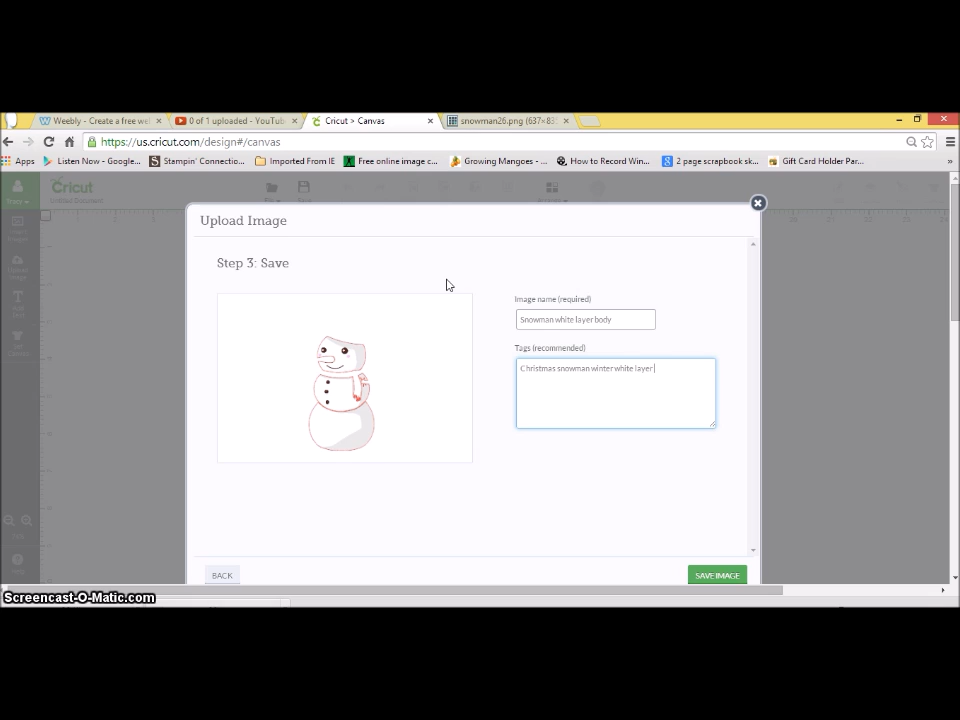 Weebly - Create a free we
0 of 1 uploaded - YouTube
Cricut > Canvas
snowman26.png (637×83
https://us.cricut.com/design#/canvas
Apps
Listen Now - Google...
Stampin' Connectio...
Imported From IE
Free online image c...
Growing Mangoes - ...
How to Record Win...
2 page scrapbook sk...
Gift Card Holder Par...
Cricut
Upload Image
Step 3: Save
Image name (required)
Snowman white layer body
Tags (recommended)
Christmas snowman winter white layer
BACK
SAVE IMAGE
Screencast-O-Matic.com